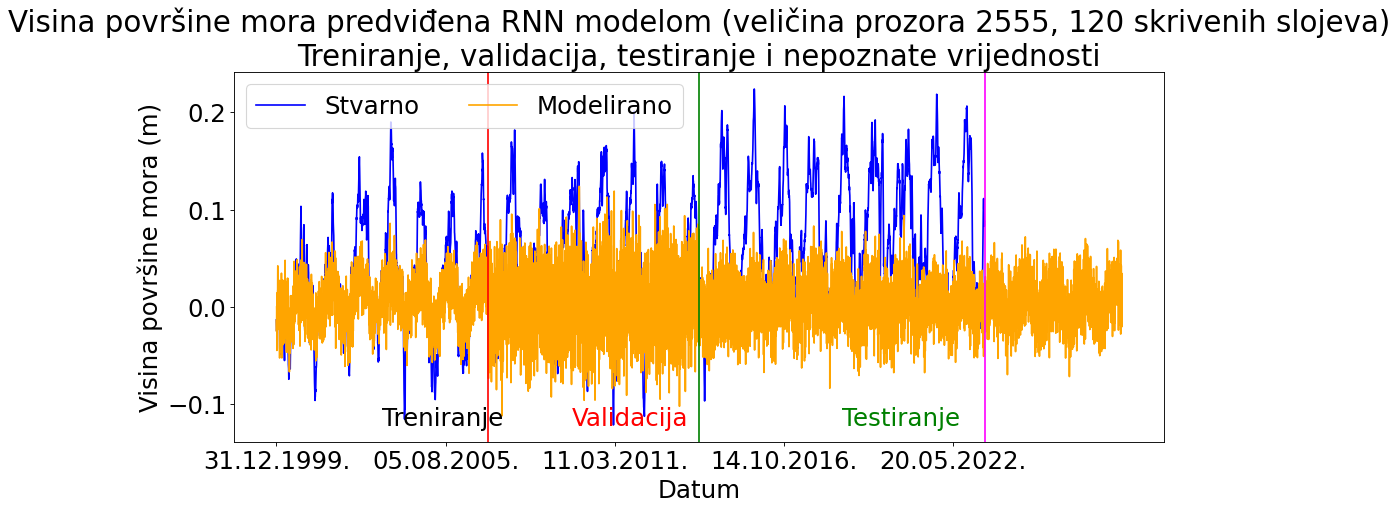 Visina površine mora predviđena RNN modelom (veličina prozora 2555, 120 skrivenih slojeva)
Treniranje, validacija, testiranje i nepoznate vrijednosti
Stvarno
Modelirano
Visina površine mora (m)
0.2
0.1
0.0
−0.1
Treniranje
Validacija
Testiranje
31.12.1999.
05.08.2005.
11.03.2011.
14.10.2016.
20.05.2022.
Datum